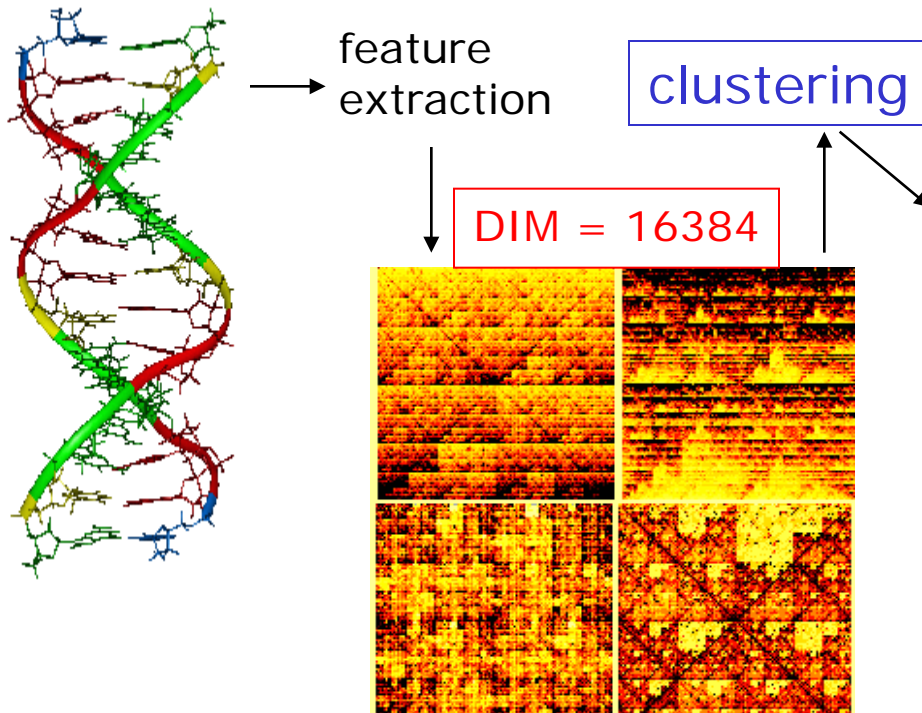 feature
extraction
clustering
DIM = 16384